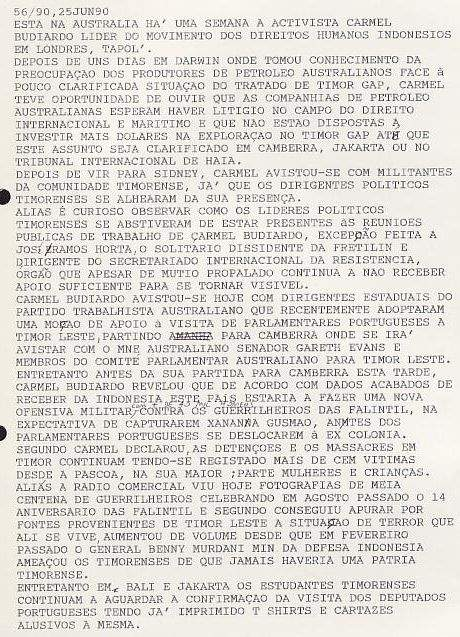 56/90,25JUN90
ESTA NA AUSTRALIA HA' UMA SEMANA A ACTIVISTA CARMEL
BUDIARDO LIDER DO MOVIMENTO DOS DIREITOS HUMANOS INDONESIOS
EM LONDRES, TAPOL'.
DEPOIS DE UNS DIAS EM DARWIN ONDE TOMOU CONHECIMENTO DA
PREOCUPAÇAO DOS PRODUTORES DE PETROLEO AUSTRALIANOS FACE à
POUCO CLARIFICADA SITUAÇAO DO TRATADO DE TIMOR GAP, CARMEL
TEVE OPORTUNIDADE DE OUVIR QUE AS COMPANHIAS DE PETROLEO
AUSTRALIANAS ESPERAM HAVER LITIGIO NO CAMPO DO DIREITO
INTERNACIONAL E MARITIMO E QUE NAO ESTAO DISPOSTAS A
INVESTIR MAIS DOLARES NA EXPLORAÇAO NO TIMOR GAP ATE QUE
ESTE ASSUNTO SEJA CLARIFICADO EM CAMBERRA, JAKARTA OU NO
TRIBUNAL INTERNACIONAL DE HAIA.
DEPOIS DE VIR PARA SIDNEY, CARMEL AVISTOU-SE COM MILITANTES
DA COMUNIDADE TIMORENSE, JA' QUE OS DIRIGENTES POLITICOS
TIMORENSES SE ALHEARAM DA SUA PRESENÇA.
ALIAS É CURIOSO OBSERVAR COMO OS LIDERES POLITICOS
TIMORENSES SE ABSTIVERAM DE ESTAR PRESENTES àS REUNIOES
PUBLICAS DE TRABALHO DE CARMEL BUDIARDO, EXCEPÇAO FEITA A
JOSÉ RAMOS HORTA, O SOLITARIO DISSIDENTE DA FRETILIN E
DIRIGENTE DO SECRETARIADO INTERNACIONAL DA RESISTENCIA,
ORGAO QUE APESAR DE MUTIO PROPALADO CONTINUA A NAO RECEBER
APOIO SUFICIENTE PARA SE TORNAR VISIVEL.
CARMEL BUDIARDO AVISTOU-SE HOJE COM DIRIGENTES ESTADUAIS DO
PARTIDO TRABALHISTA AUSTRALIANO QUE RECENTEMENTE ADOPTARAM
UMA MOÇAO DE APOIO à VISITA DE PARLAMENTARES PORTUGUESES A
TIMOR LESTE,PARTINDO AMANHA PARA CAMBERRA ONDE SE IRA'
AVISTAR COM O MNE AUSTRALIANO SENADOR GARETH EVANS E
MEMBROS DO COMITE PARLAMENTAR AUSTRALIANO PARA TIMOR LESTE.
ENTRETANTO ANTES DA SUA PARTIDA PARA CAMBERRA ESTA TARDE,
CARMEL BUDIARDO REVELOU QUE DE ACORDO COM DADOS ACABADOS DE
RECEBER DA INDONESIA ESTE PAIS ESTARIA A FAZER UMA NOVA
OFENSIVA MILITAR CONTRA OS GUERRILHEIROS DAS FALINTIL, NA
EXPECTATIVA DE CAPTURAREM XANANA GUSMAO, ANTES DOS
PARLAMENTARES PORTUGUESES SE DESLOCAREM à EX COLONIA.
SEGUNDO CARMEL DECLAROU,AS DETENÇOES E OS MASSACRES EM
TIMOR CONTINUAM TENDO-SE REGISTADO MAIS DE CEM VITIMAS
DESDE A PASCOA, NA SUA MAIOR ;PARTE MULHERES E CRIANÇAS.
ALIAS A RADIO COMERCIAL VIU HOJE FOTOGRAFIAS DE MEIA
CENTENA DE GUERRILHEIROS CELEBRANDO EM AGOSTO PASSADO O 14
ANIVERSARIO DAS FALINTIL E SEGUNDO CONSEGUIU APURAR POR
FONTES PROVENIENTES DE TIMOR LESTE A SITUAÇAO DE TERROR QUE
ALI SE VIVE,AUMENTOU DE VOLUME DESDE QUE EM FEVEREIRO
PASSADO O GENERAL BENNY MURDANI MIN DA DEFESA INDONESIA
AMEAÇOU OS TIMORENSES DE QUE JAMAIS HAVERIA UMA PATRIA
TIMORENSE.
ENTRETANTO EM BALI E JAKARTA OS ESTUDANTES TIMORENSES
CONTINUAM A AGUARDAR A CONFIRMAÇAO DA VISITA DOS DEPUTADOS
PORTUGUESES TENDO JA' IMPRIMIDO T SHIRTS E CARTAZES
ALUSIVOS A MESMA.